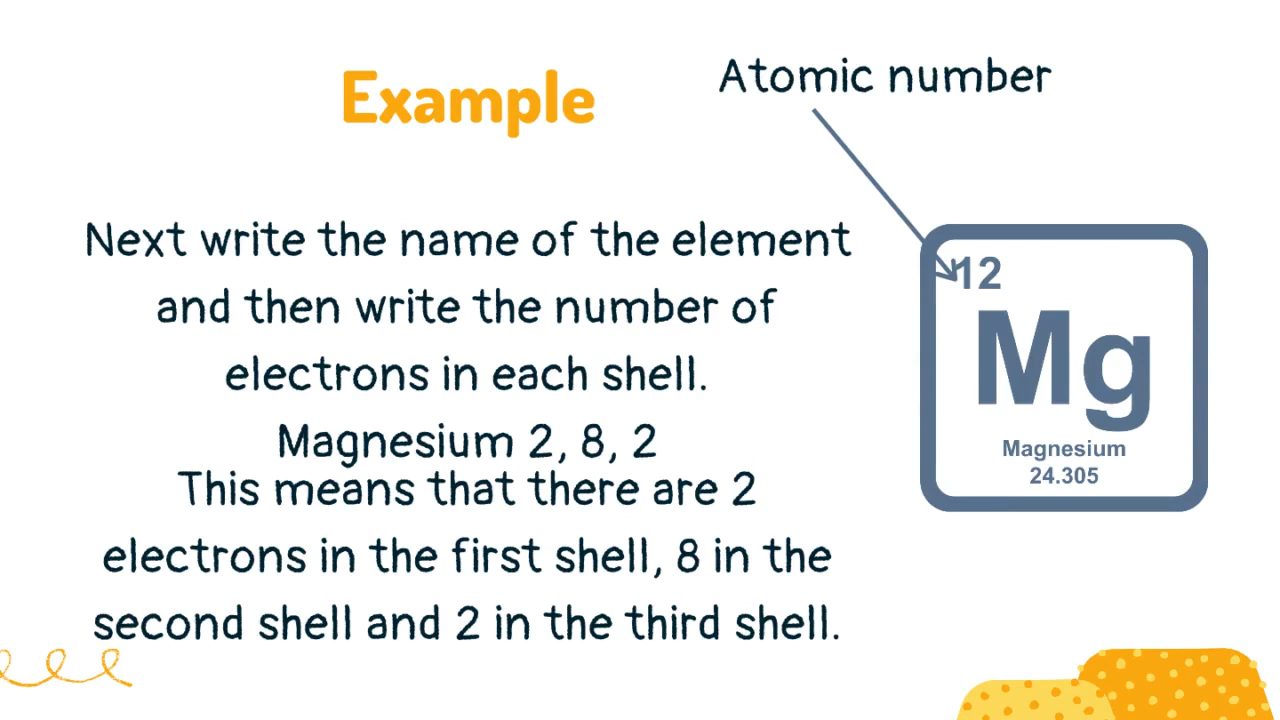 Example
Atomic number
Next write the name of the element
and then write the number of
electrons in each shell.
Magnesium 2, 8, 2
This means that there are 2
electrons in the first shell, 8 in the
second shell and 2 in the third shell.
12
Mg
Magnesium
24.305